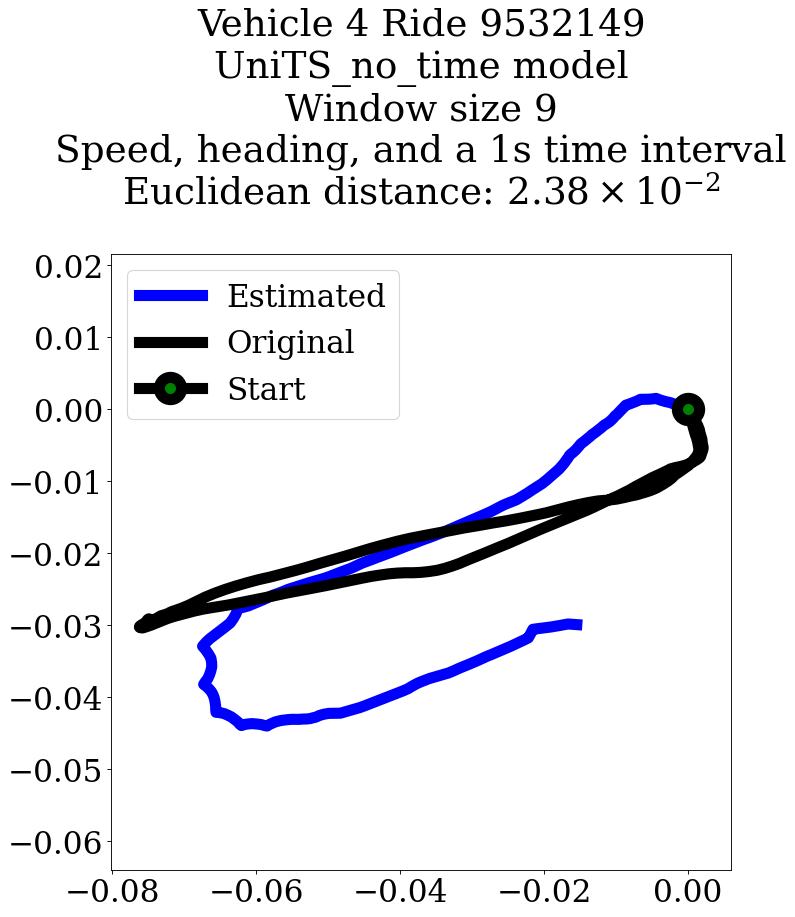 Vehicle 4 Ride 9532149
UniTS_no_time model
Window size 9
Speed, heading, and a 1s time interval
Euclidean distance: 2.38 × 10⁻²
Estimated
Original
Start
0.02
0.01
0.00
−0.01
−0.02
−0.03
−0.04
−0.05
−0.06
−0.08 −0.06 −0.04 −0.02 0.00